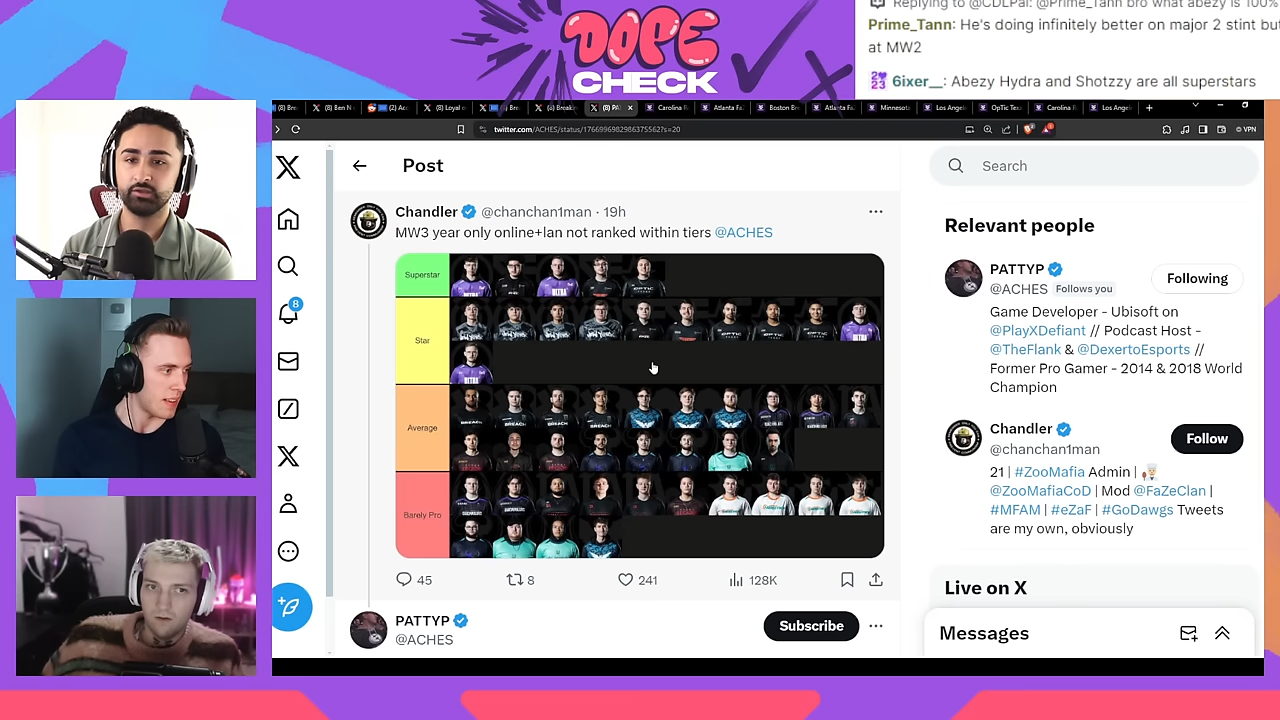 Replying to @CDLPal: @Prime_Tann bro what abezy is 100%
Prime_Tann: He's doing infinitely better on major 2 stint but
at MW2
6ixer__: Abezy Hydra and Shotzzy are all superstars
DOPE
CHECK
twitter.com/ACHES/status/1766996982986375562?s=20
VPN
Post
Search
Chandler @chanchan1man · 19h
MW3 year only online+lan not ranked within tiers @ACHES
Superstar
Star
Average
Barely Pro
45
8
241
128K
PATTYP
@ACHES
Subscribe
Relevant people
PATTYP
@ACHES Follows you
Following
Game Developer - Ubisoft on
@PlayXDefiant // Podcast Host -
@TheFlank & @DexertoEsports //
Former Pro Gamer - 2014 & 2018 World
Champion
Chandler
@chanchan1man
Follow
21 | #ZooMafia Admin |
@ZooMafiaCoD | Mod @FaZeClan |
#MFAM | #eZaF | #GoDawgs Tweets
are my own, obviously
Live on X
Messages
8